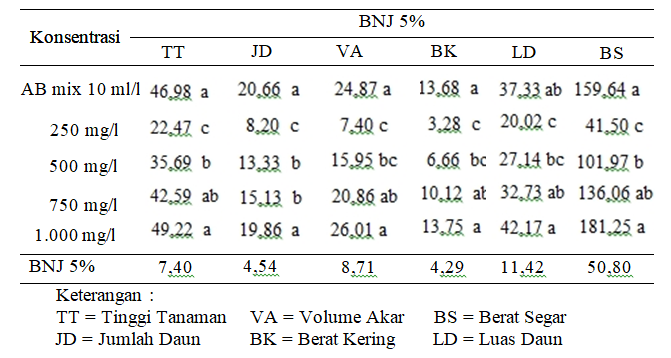 BNJ 5%
Konsentrasi TT JD VA BK LD BS
AB mix 10 ml/l 46,98 a 20,66 a 24,87 a 13,68 a 37,33 ab 159,64 a
250 mg/l 22,47 c 8,20 c 7,40 c 3,28 c 20,02 c 41,50 c
500 mg/l 35,69 b 13,33 b 15,95 bc 6,66 bc 27,14 bc 101,97 b
750 mg/l 42,59 ab 15,13 b 20,86 ab 10,12 ab 32,73 ab 136,06 ab
1.000 mg/l 49,22 a 19,86 a 26,01 a 13,75 a 42,17 a 181,25 a
BNJ 5% 7,40 4,54 8,71 4,29 11,42 50,80
Keterangan :
TT = Tinggi Tanaman VA = Volume Akar BS = Berat Segar
JD = Jumlah Daun BK = Berat Kering LD = Luas Daun